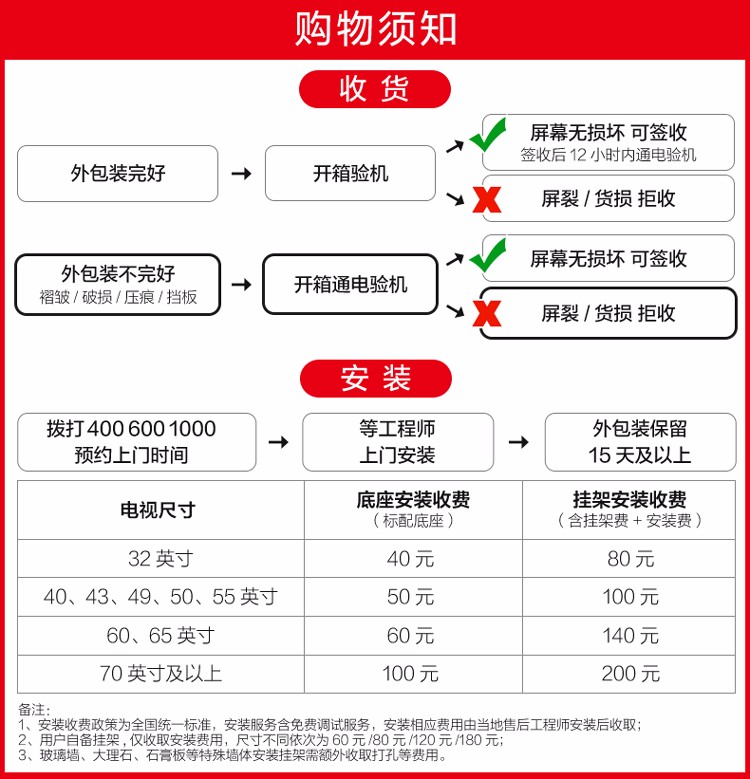 购物须知
收货
外包装完好
开箱验机
屏幕无损坏 可签收
签收后 12 小时内通电验机
屏裂 / 货损 拒收
外包装不完好
褶皱 / 破损 / 压痕 / 挡板
开箱通电验机
屏幕无损坏 可签收
屏裂 / 货损 拒收
安装
拨打 400 600 1000
预约上门时间
等工程师
上门安装
外包装保留
15 天及以上
电视尺寸
底座安装收费
（标配底座）
挂架安装收费
（含挂架费 + 安装费）
32 英寸
40 元
80 元
40、43、49、50、55 英寸
50 元
100 元
60、65 英寸
60 元
140 元
70 英寸及以上
100 元
200 元
备注：
1、安装收费政策为全国统一标准，安装服务含免费调试服务，安装相应费用由当地售后工程师安装后收取；
2、用户自备挂架，仅收取安装费用，尺寸不同依次为 60 元 /80 元 /120 元 /180 元；
3、玻璃墙、大理石、石膏板等特殊墙体安装挂架需额外收取打孔等费用。